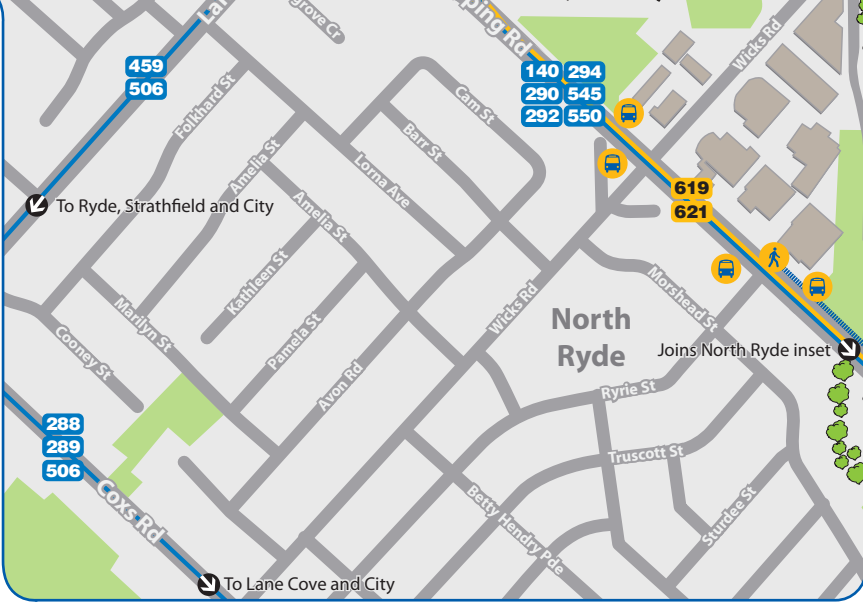 Wicks Rd
459
506
140 294
290 545
292 550
Folkhard St
Cam St
Barr St
Amelia St
Lorna Ave
619
621
To Ryde, Strathfield and City
Amelia St
Kathleen St
Morshead St
Marilyn St
Pamela St
Wicks Rd
North
Ryde
Joins North Ryde inset
Cooney St
Avon Rd
Ryrie St
288
289
506
Truscott St
Coxs Rd
Betty Hendry Pde
Sturdee St
To Lane Cove and City